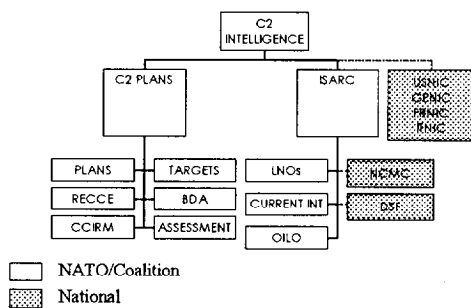 C2
INTELLIGENCE
C2 PLANS
ISARC
USNIC
GENIC
FRNIC
RNIC
PLANS
TARGETS
LNOs
NCMC
RECCE
BDA
CURRENT INT
DSF
CCIRM
ASSESSMENT
OILO
NATO/Coalition
National